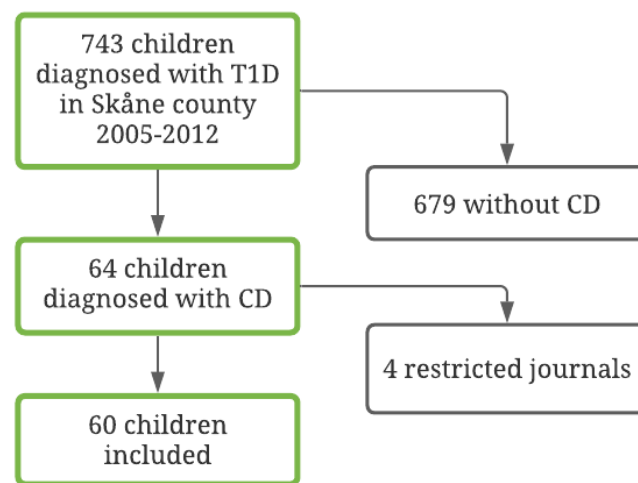 743 children
diagnosed with T1D
in Skåne county
2005-2012
679 without CD
64 children
diagnosed with CD
4 restricted journals
60 children
included